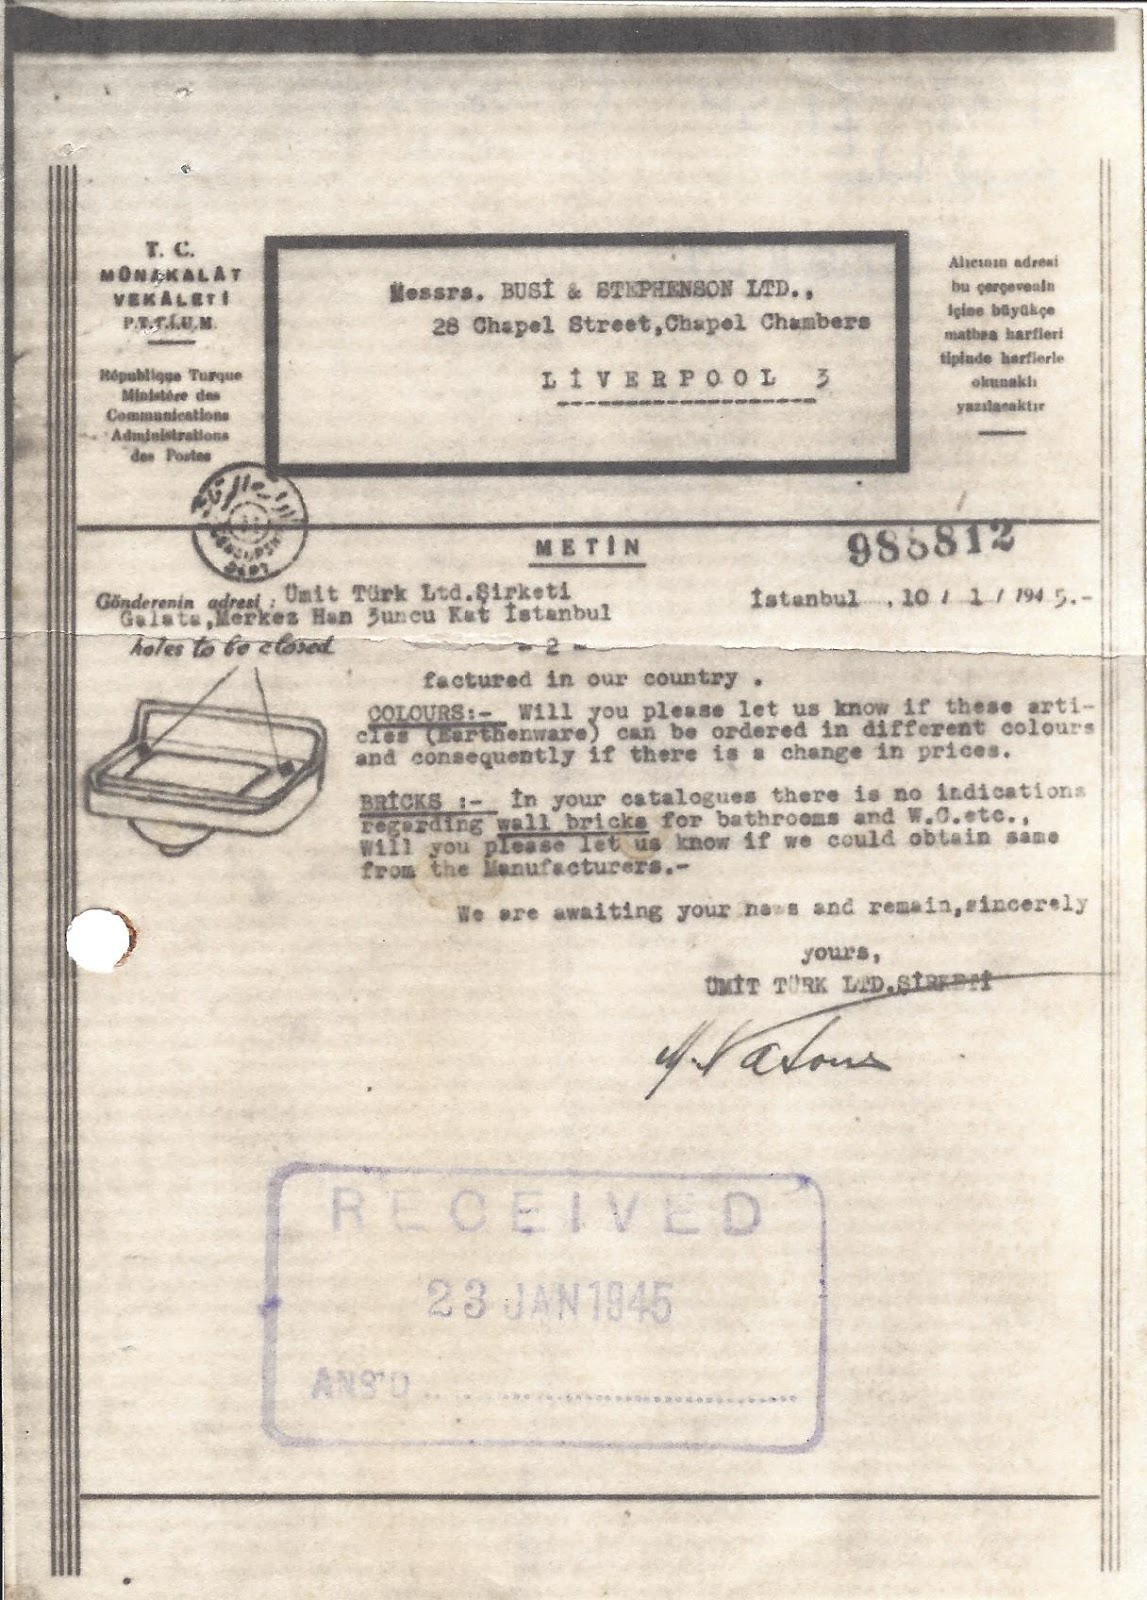 T. C.
MÜNAKALÂT
VEKÂLETİ
P.T.T.İ.U.M.
République Turque
Ministère des
Communications
Administrations
des Postes
Messrs. BUSİ & STEPHENSON LTD.,
28 Chapel Street,Chapel Chambers
LİVERPOOL 3
Alıcının adresi
bu çerçevenin
içine büyükçe
matbaa harfleri
tipinde harflerle
okunaklı
yazılacaktır
METİN
988812
Gönderenin adresi : Ümit Türk Ltd.Şirketi
Galata,Merkez Han 3uncu Kat İstanbul
İstanbul , 10 / 1 / 1945.-
holes to be closed
- 2 -
factured in our country .
COLOURS:- Will you please let us know if these arti-
cles (Earthenware) can be ordered in different colours
and consequently if there is a change in prices.
BRİCKS :- İn your catalogues there is no indications
regarding wall bricks for bathrooms and W.C.etc.,
Will you please let us know if we could obtain same
from the Manufacturers.-
We are awaiting your news and remain,sincerely
yours,
ÜMİT TÜRK LTD.ŞİRKETİ
RECEIVED
23 JAN 1945
ANS'D